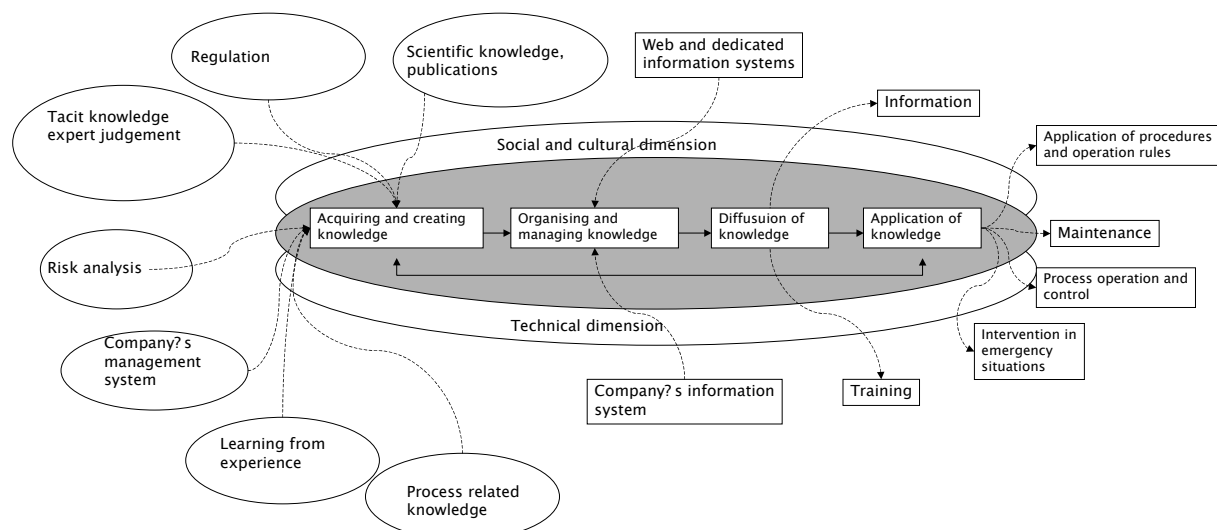 Regulation
Scientific knowledge,
publications
Web and dedicated
information systems
Tacit knowledge
expert judgement
Information
Application of procedures
and operation rules
Social and cultural dimension
Acquiring and creating
knowledge
Organising and
managing knowledge
Diffusuion of
knowledge
Application of
knowledge
Maintenance
Risk analysis
Process operation and
control
Technical dimension
Company?s
management
system
Intervention in
emergency
situations
Company?s information
system
Training
Learning from
experience
Process related
knowledge